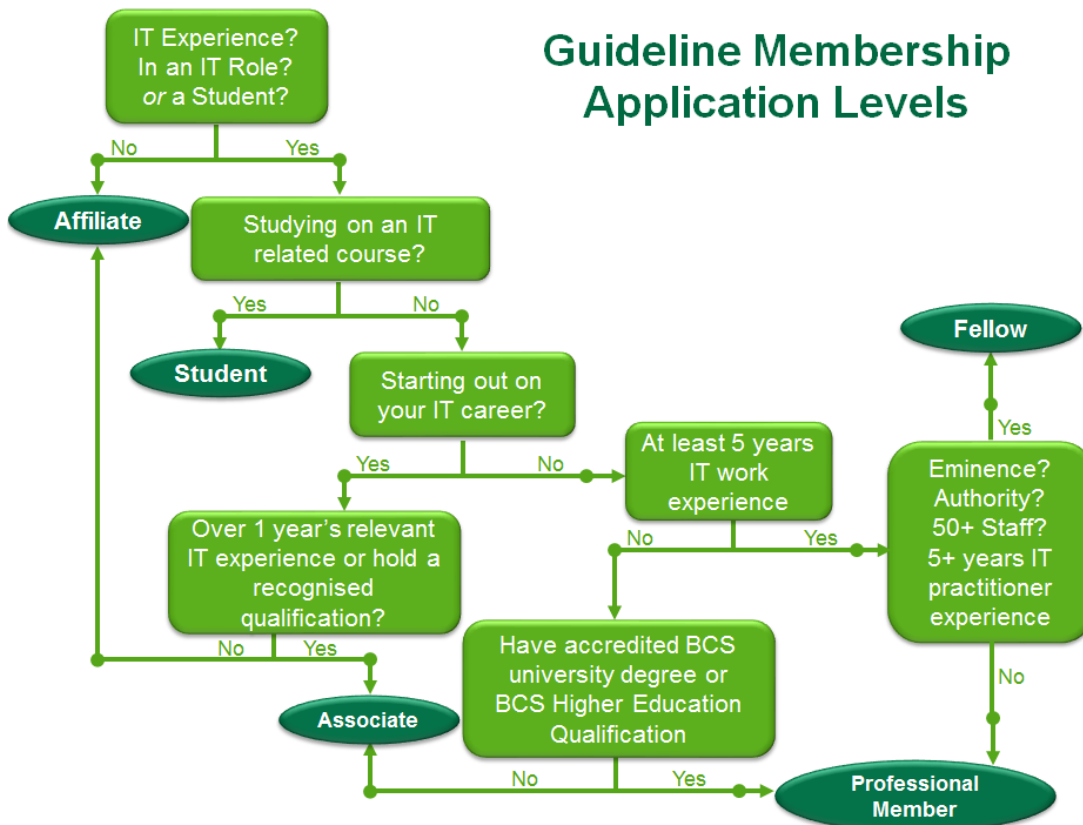 Guideline Membership
Application Levels
IT Experience?
In an IT Role?
or a Student?
No
Yes
Affiliate
Studying on an IT
related course?
Yes
No
Student
Starting out on
your IT career?
Yes
No
At least 5 years
IT work
experience
No
Yes
Fellow
Yes
Eminence?
Authority?
50+ Staff?
5+ years IT
practitioner
experience
No
Over 1 year’s relevant
IT experience or hold a
recognised
qualification?
No
Yes
Associate
Have accredited BCS
university degree or
BCS Higher Education
Qualification
No
Yes
Professional
Member